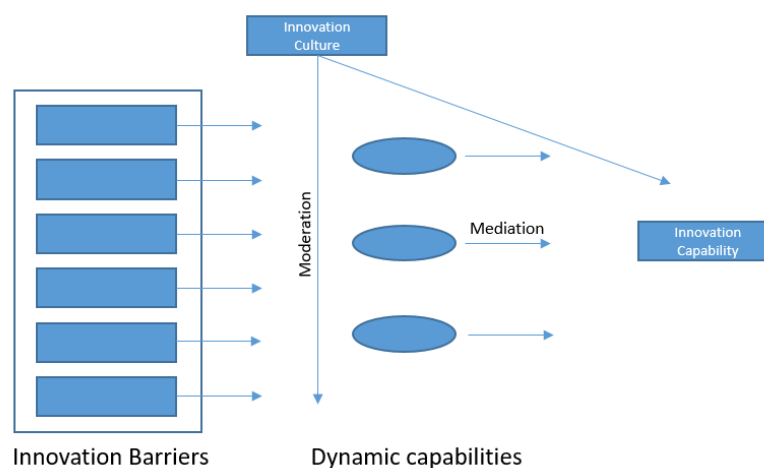 Innovation
Culture
Moderation
Mediation
Innovation
Capability
Innovation Barriers
Dynamic capabilities